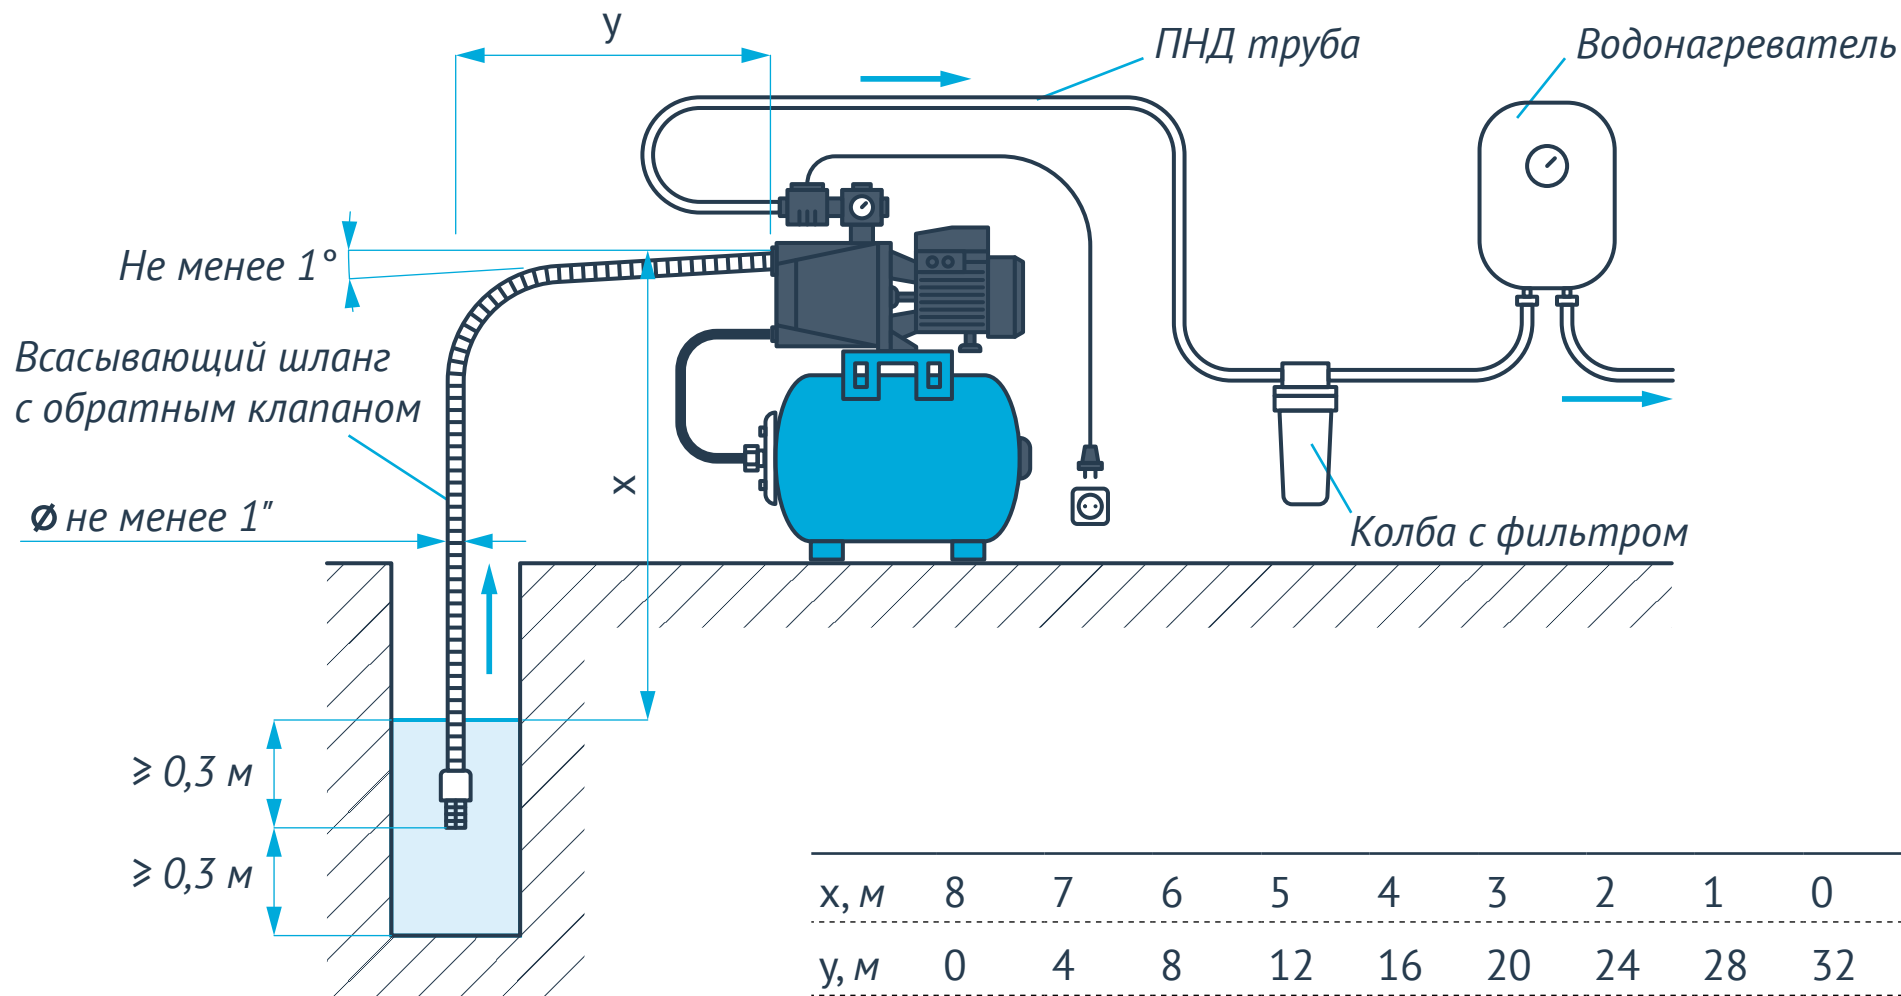 y
ПНД труба
Водонагреватель
Не менее 1°
Всасывающий шланг
с обратным клапаном
x
ø не менее 1″
Колба с фильтром
⩾ 0,3 м
⩾ 0,3 м
x, м 8 7 6 5 4 3 2 1 0
y, м 0 4 8 12 16 20 24 28 32